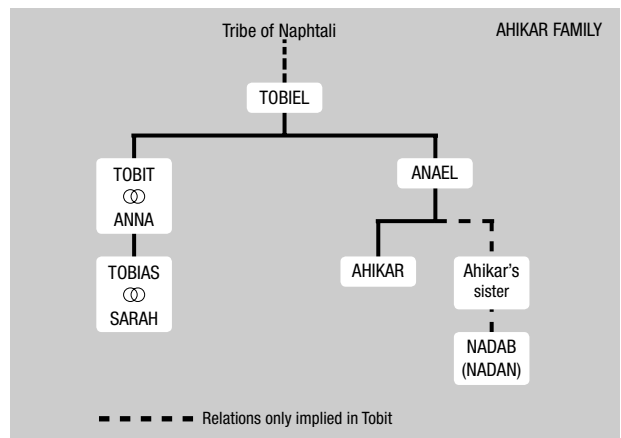 Tribe of Naphtali
AHIKAR FAMILY
TOBIEL
TOBIT
ANNA
ANAEL
TOBIAS
SARAH
AHIKAR
Ahikar's
sister
NADAB
(NADAN)
Relations only implied in Tobit